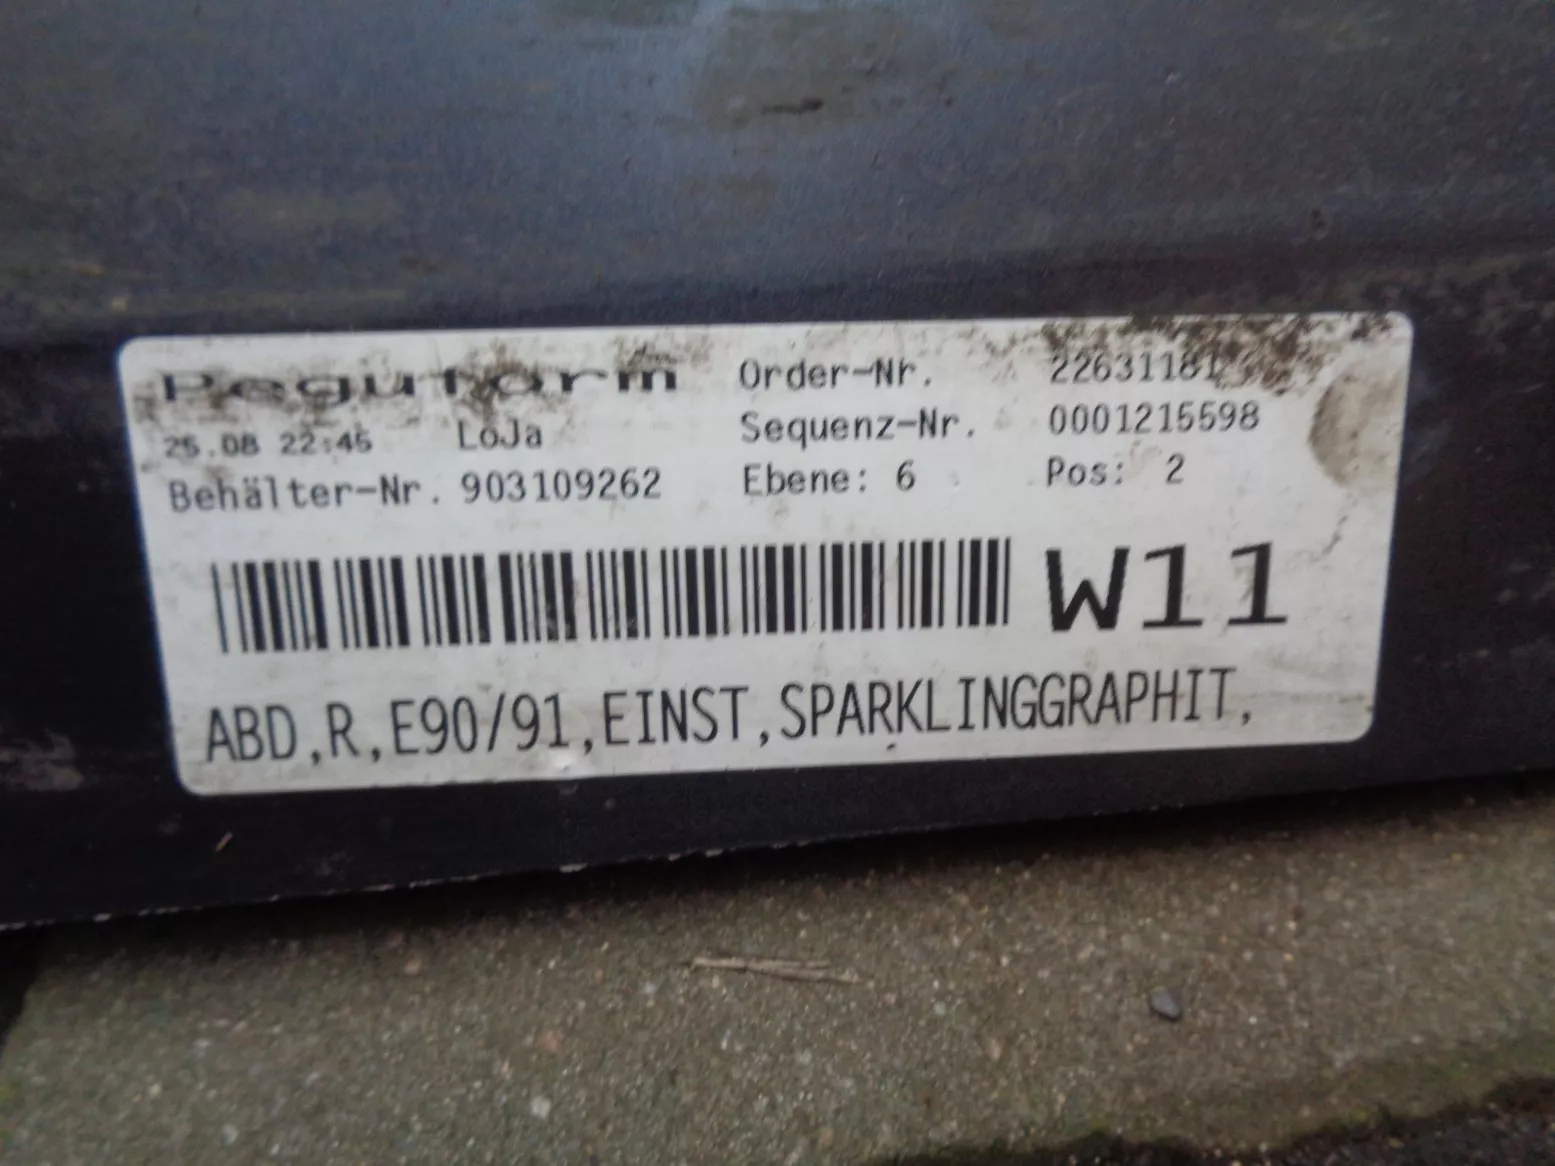 Peguform
25.08 22:45 LoJa
Behälter-Nr. 903109262
Order-Nr. 22631181
Sequenz-Nr. 0001215598
Ebene: 6 Pos: 2
W11
ABD,R,E90/91,EINST,SPARKLINGGRAPHIT,